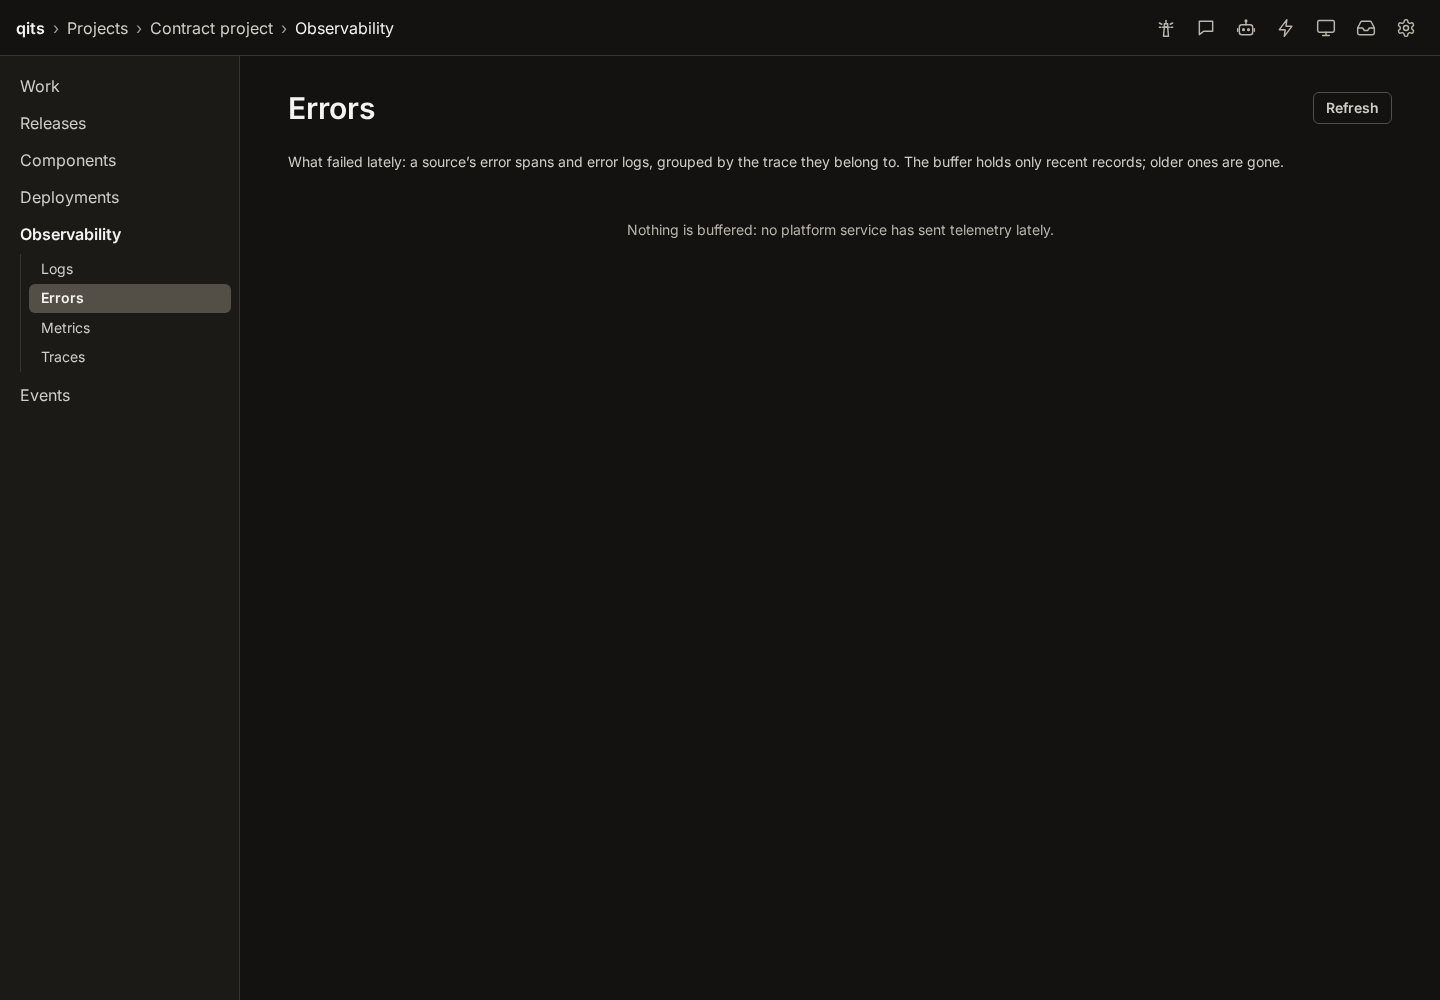 qits › Projects › Contract project › Observability
Work
Releases
Components
Deployments
Observability
Logs
Errors
Metrics
Traces
Events
Errors
Refresh
What failed lately: a source’s error spans and error logs, grouped by the trace they belong to. The buffer holds only recent records; older ones are gone.
Nothing is buffered: no platform service has sent telemetry lately.